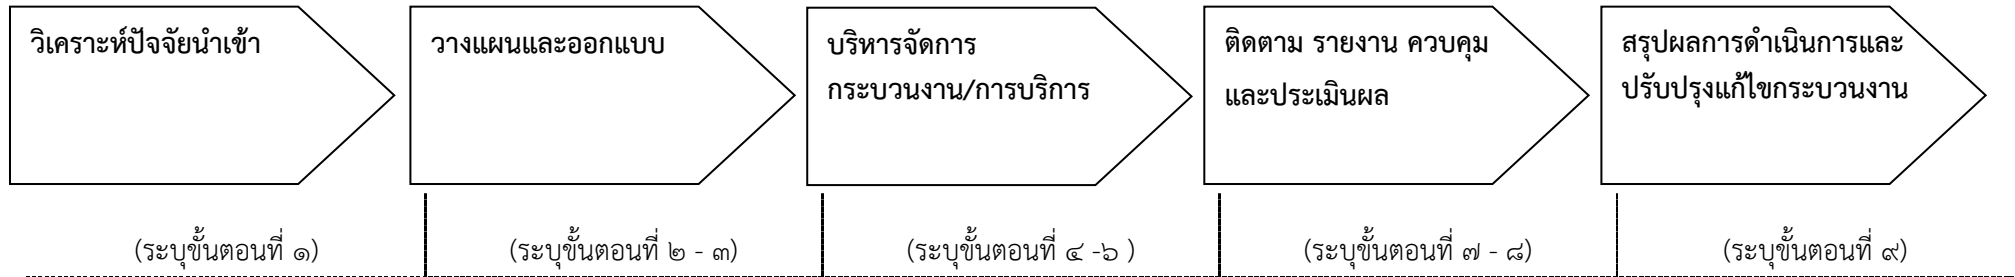 วิเคราะห์ปัจจัยนำเข้า
วางแผนและออกแบบ
บริหารจัดการ
กระบวนงาน/การบริการ
ติดตาม รายงาน ควบคุม
และประเมินผล
สรุปผลการดำเนินการและ
ปรับปรุงแก้ไขกระบวนงาน
(ระบุขั้นตอนที่ ๑)
(ระบุขั้นตอนที่ ๒ - ๓)
(ระบุขั้นตอนที่ ๔ -๖ )
(ระบุขั้นตอนที่ ๗ - ๘)
(ระบุขั้นตอนที่ ๙)